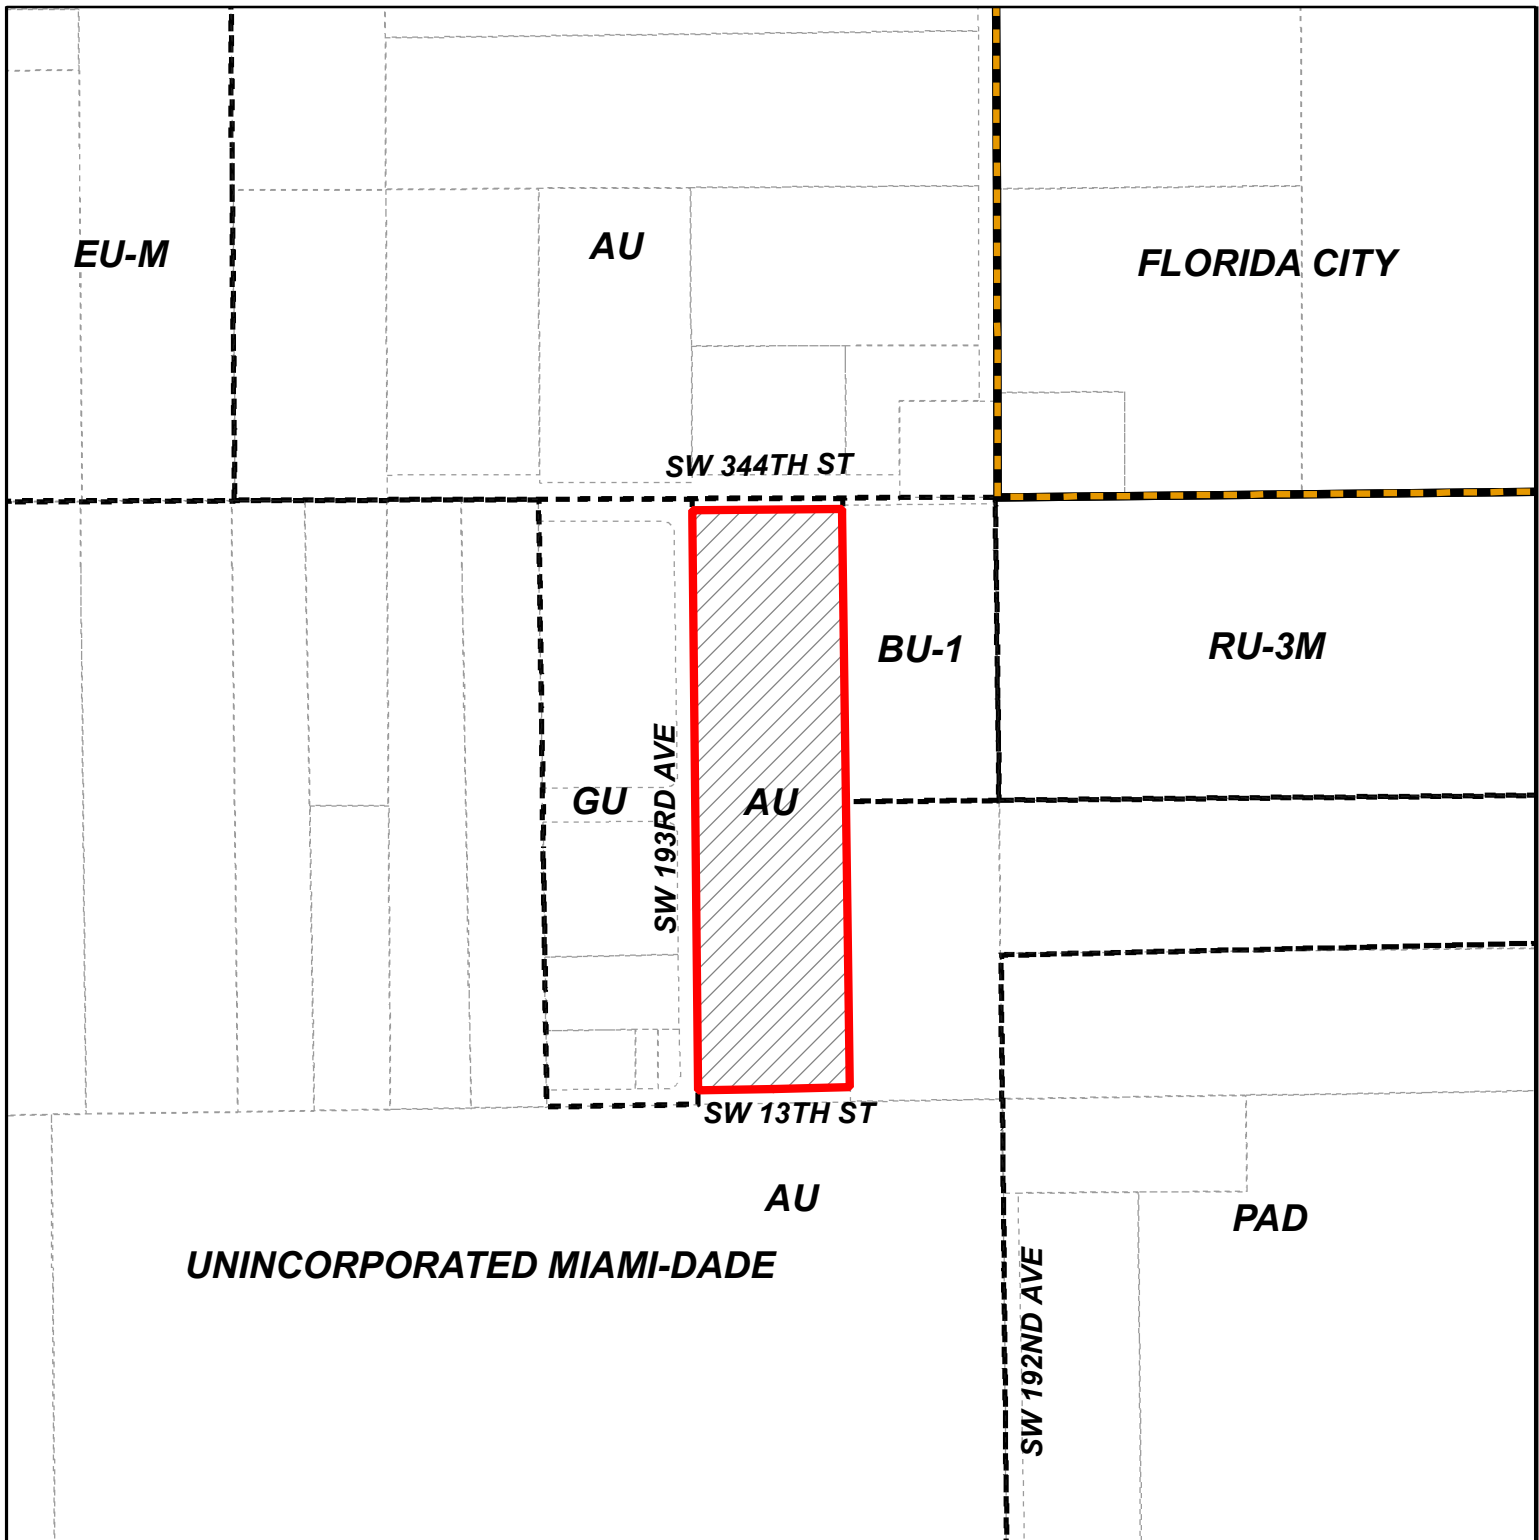 AU
EU-M
FLORIDA CITY
SW 344TH ST
BU-1
RU-3M
GU
SW 193RD AVE
AU
SW 13TH ST
AU
PAD
UNINCORPORATED MIAMI-DADE
SW 192ND AVE